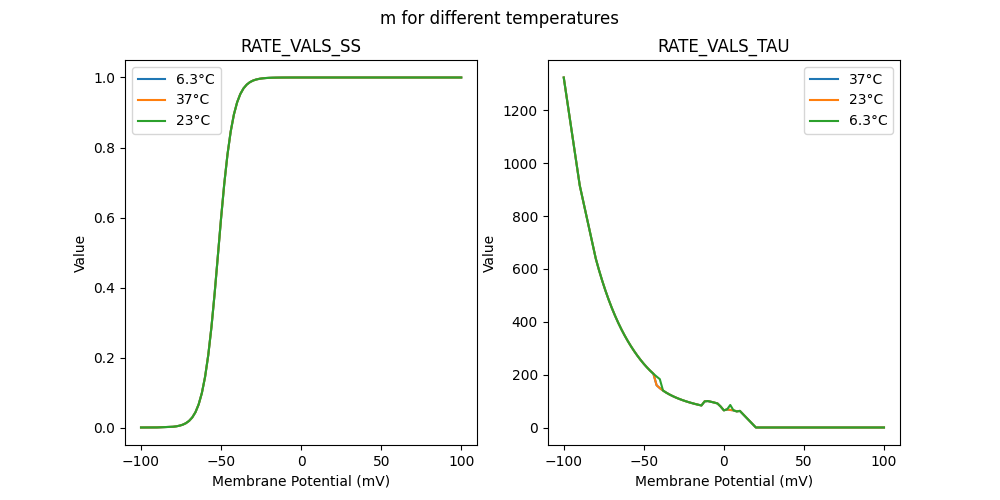 m for different temperatures
RATE_VALS_SS
1.0
0.8
0.6
0.4
0.2
0.0
Value
6.3°C
37°C
23°C
−100
−50
0
50
100
Membrane Potential (mV)
RATE_VALS_TAU
1200
1000
800
600
400
200
0
Value
37°C
23°C
6.3°C
−100
−50
0
50
100
Membrane Potential (mV)